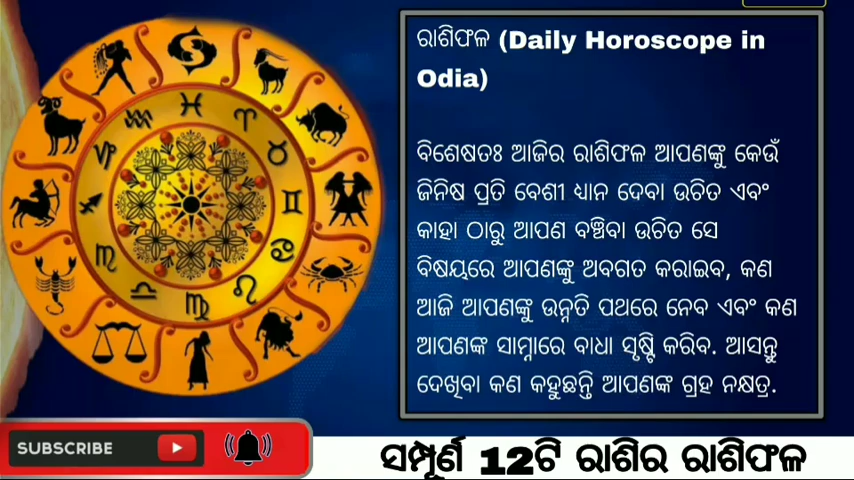 ରାଶିଫଳ (Daily Horoscope in
Odia)
ବିଶେଷତଃ ଆଜିର ରାଶିଫଳ ଆପଣଙ୍କୁ କେଉଁ
ଜିନିଷ ପ୍ରତି ବେଶୀ ଧ୍ୟାନ ଦେବା ଉଚିତ ଏବଂ
କାହା ଠାରୁ ଆପଣ ବଞ୍ଚିବା ଉଚିତ ସେ
ବିଷୟରେ ଆପଣଙ୍କୁ ଅବଗତ କରାଇବ, କଣ
ଆଜି ଆପଣଙ୍କୁ ଉନ୍ନତି ପଥରେ ନେବ ଏବଂ କଣ
ଆପଣଙ୍କ ସାମ୍ନାରେ ବାଧା ସୃଷ୍ଟି କରିବ. ଆସନ୍ତୁ
ଦେଖିବା କଣ କହୁଛନ୍ତି ଆପଣଙ୍କ ଗ୍ରହ ନକ୍ଷତ୍ର.
SUBSCRIBE
ସମ୍ପୂର୍ଣ 12ଟି ରାଶିର ରାଶିଫଳ